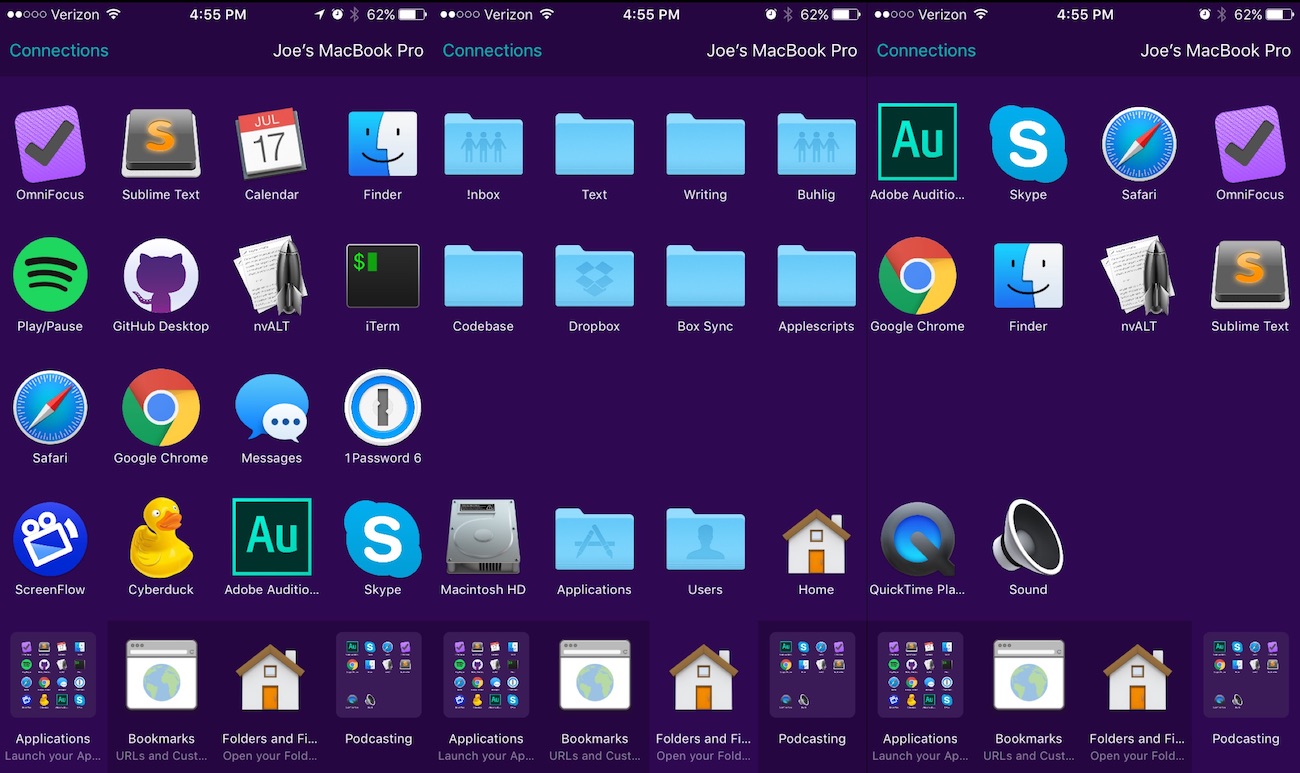 Verizon 4:55 PM 62%
Connections Joe's MacBook Pro
JUL
17
S
OmniFocus Sublime Text Calendar Finder
$
Play/Pause GitHub Desktop nvALT iTerm
Safari Google Chrome Messages 1Password 6
Au
S
ScreenFlow Cyberduck Adobe Auditio... Skype
Applications Bookmarks Folders and Fi... Podcasting
Launch your Ap... URLs and Cust... Open your Fold...
Verizon 4:55 PM 62%
Connections Joe's MacBook Pro
!nbox Text Writing Buhlig
Codebase Dropbox Box Sync Applescripts
Macintosh HD Applications Users Home
Applications Bookmarks Folders and Fi... Podcasting
Launch your Ap... URLs and Cust... Open your Fold...
Verizon 4:55 PM 62%
Connections Joe's MacBook Pro
Au
S
Adobe Auditio... Skype Safari OmniFocus
S
Google Chrome Finder nvALT Sublime Text
QuickTime Pla... Sound
Applications Bookmarks Folders and Fi... Podcasting
Launch your Ap... URLs and Cust... Open your Fold...